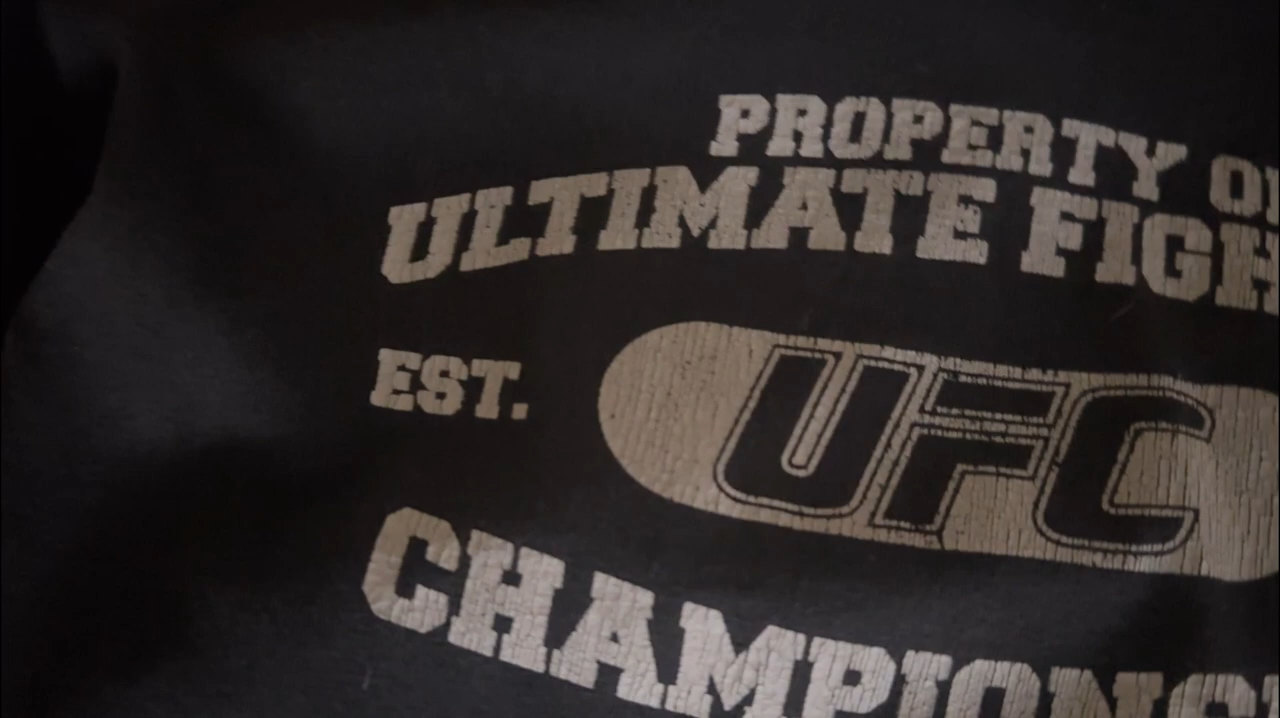 PROPERTY O
ULTIMATE FIGH
EST.
UFC
CHAMPIONS